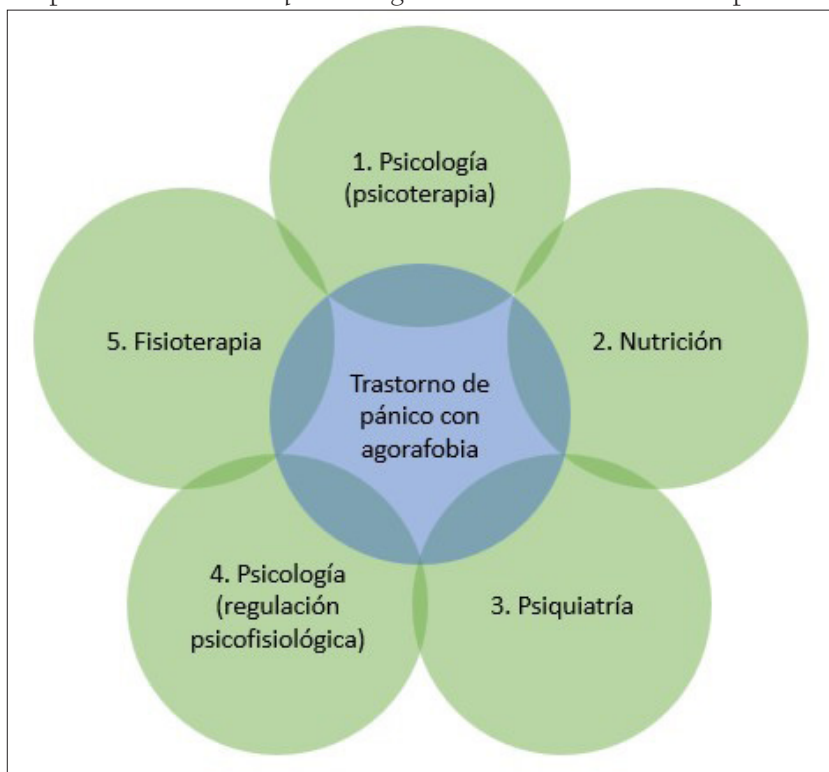 1. Psicología
(psicoterapia)
2. Nutrición
5. Fisioterapia
Trastorno de
pánico con
agorafobia
4. Psicología
(regulación
psicofisiológica)
3. Psiquiatría